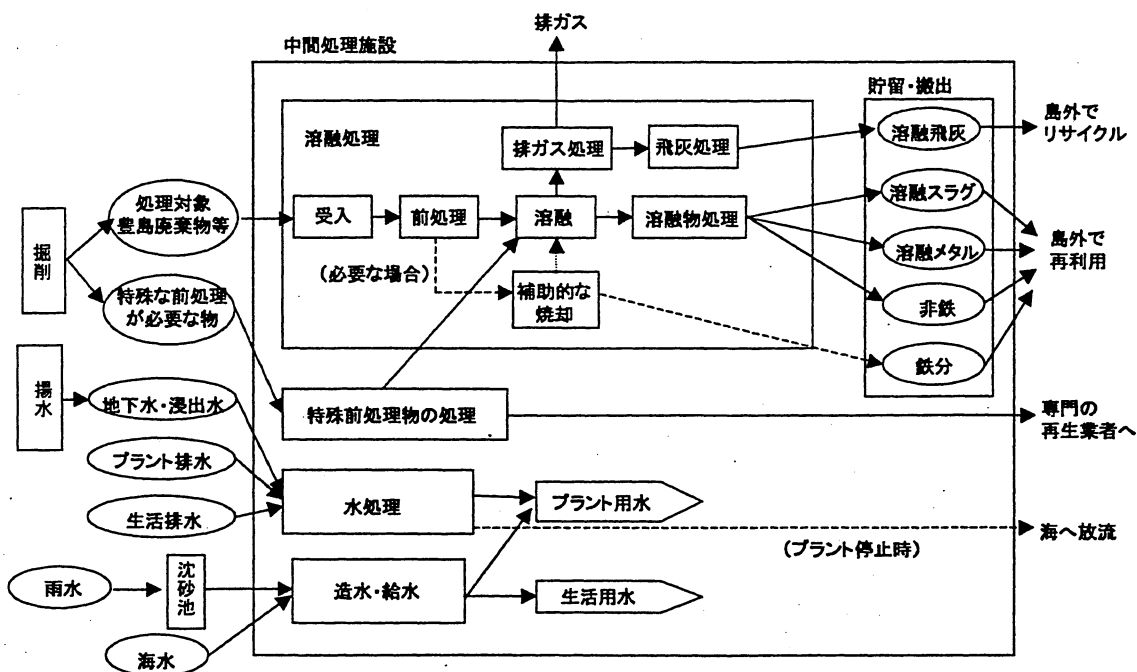 排ガス
中間処理施設
貯留・搬出
溶融処理
排ガス処理
飛灰処理
溶融飛灰
島外で
リサイクル
処理対象
豊島廃棄物等
受入
前処理
溶融
溶融物処理
溶融スラグ
掘削
(必要な場合)
溶融メタル
島外で
再利用
特殊な前処理
が必要な物
補助的な
焼却
非鉄
鉄分
揚水
地下水・浸出水
特殊前処理物の処理
専門の
再生業者へ
プラント排水
水処理
プラント用水
生活排水
(プラント停止時)
海へ放流
雨水
沈砂池
造水・給水
生活用水
海水